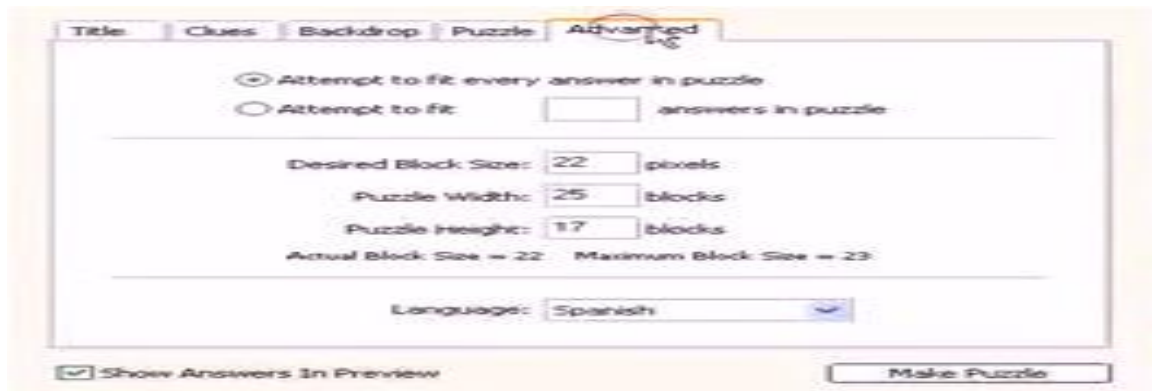 Title Clues Backdrop Puzzle Advanced
Attempt to fit every answer in puzzle
Attempt to fit answers in puzzle
Desired Block Size: 22 pixels
Puzzle Width: 25 blocks
Puzzle Height: 17 blocks
Actual Block Size = 22 Maximum Block Size = 23
Language: Spanish
Show Answers In Preview Make Puzzle